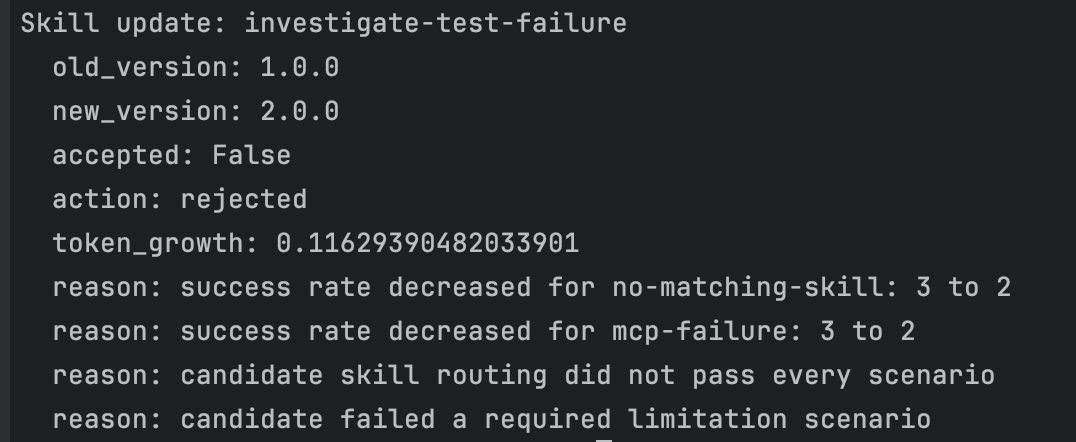 Skill update: investigate-test-failure
old_version: 1.0.0
new_version: 2.0.0
accepted: False
action: rejected
token_growth: 0.11629390482033901
reason: success rate decreased for no-matching-skill: 3 to 2
reason: success rate decreased for mcp-failure: 3 to 2
reason: candidate skill routing did not pass every scenario
reason: candidate failed a required limitation scenario